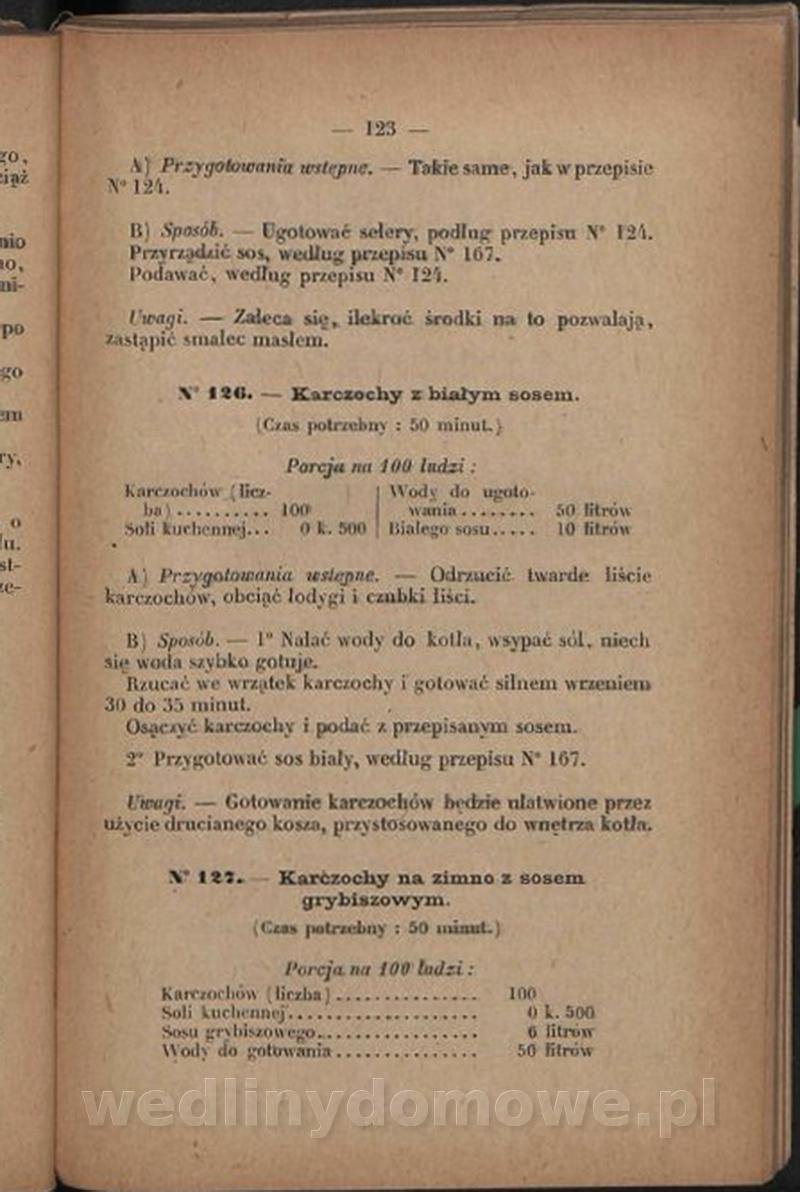 — 123 —
A) Przygotowania wstępne. — Takie same, jak w przepisie
N° 124.
B) Sposób. — Ugotować selery, podług przepisu N° 124.
Przyrządzić sos, według przepisu N° 167.
Podawać, według przepisu N° 124.
Uwagi. — Zaleca się, ilekroć środki na to pozwalają,
zastąpić smalec masłem.
N° 126. — Karczochy z białym sosem.
(Czas potrzebny : 50 minut.)
Porcja na 100 ludzi :
Karczochów (licz-
ba).......... 100
Soli kuchennej... 0 k. 500
Wody do ugoto-
wania........ 50 litrów
Białego sosu..... 10 litrów
A) Przygotowania wstępne. — Odrzucić twarde liście
karczochów, obciąć łodygi i czubki liści.
B) Sposób. — 1° Nalać wody do kotła, wsypać sól, niech
się woda szybko gotuje.
Rzucać we wrzątek karczochy i gotować silnem wrzeniem
30 do 35 minut.
Osączyć karczochy i podać z przepisanym sosem.
2° Przygotować sos biały, według przepisu N° 167.
Uwagi. — Gotowanie karczochów będzie ułatwione przez
użycie drucianego kosza, przystosowanego do wnętrza kotła.
N° 127. — Karczochy na zimno z sosem
grybiszowym.
(Czas potrzebny : 50 minut.)
Porcja na 100 ludzi :
Karczochów (liczba)............... 100
Soli kuchennej.................... 0 k. 500
Sosu grybiszowego................. 6 litrów
Wody do gotowania............... 50 litrów
wedlinydomowe.pl